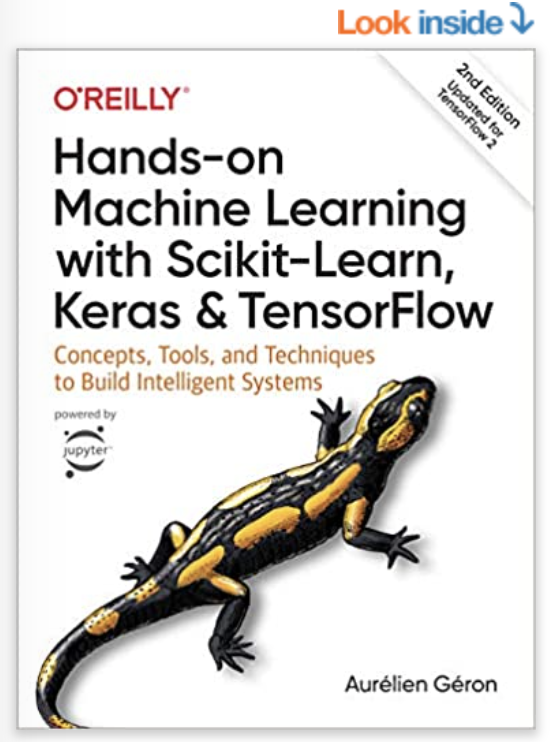 Look inside
O'REILLY®
2nd Edition
Updated for
TensorFlow 2
Hands-on
Machine Learning
with Scikit-Learn,
Keras & TensorFlow
Concepts, Tools, and Techniques
to Build Intelligent Systems
powered by
jupyter
Aurélien Géron